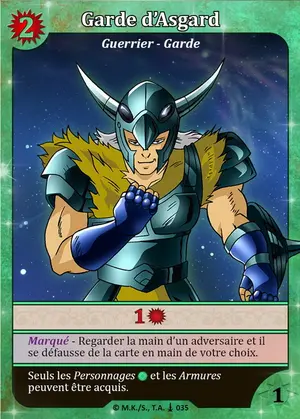 2
Garde d'Asgard
Guerrier - Garde
1
Marqué - Regarder la main d'un adversaire et il
se défausse de la carte en main de votre choix.
Seuls les Personnages et les Armures
peuvent être acquis.
1
© M.K./S., T.A. 035